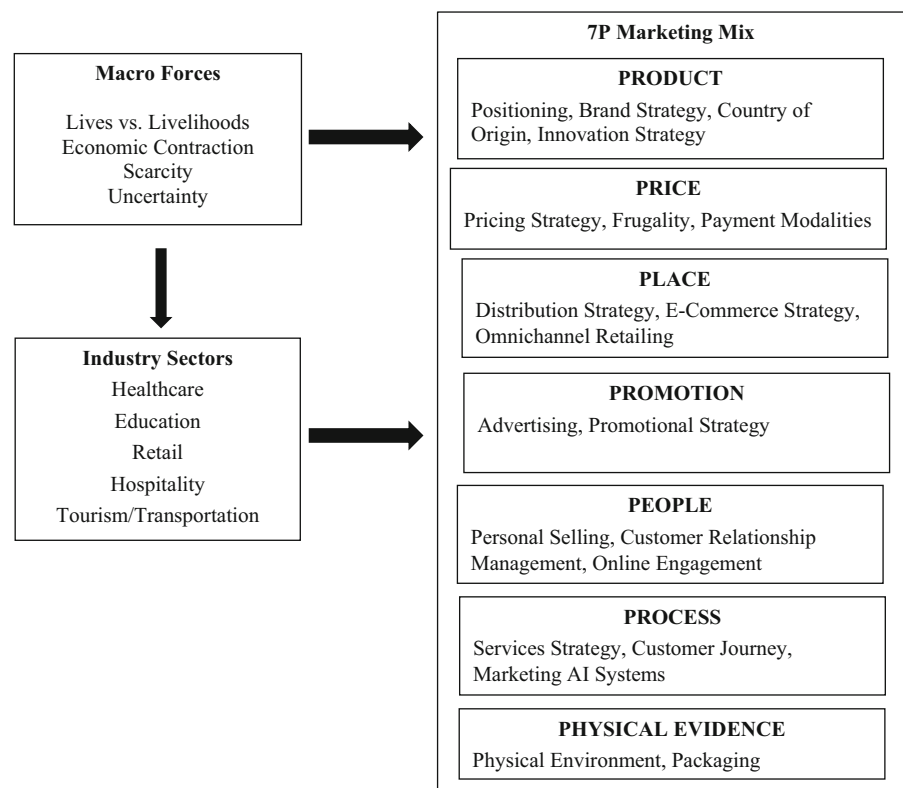 Macro Forces
Lives vs. Livelihoods
Economic Contraction
Scarcity
Uncertainty
Industry Sectors
Healthcare
Education
Retail
Hospitality
Tourism/Transportation
7P Marketing Mix
PRODUCT
Positioning, Brand Strategy, Country of
Origin, Innovation Strategy
PRICE
Pricing Strategy, Frugality, Payment Modalities
PLACE
Distribution Strategy, E-Commerce Strategy,
Omnichannel Retailing
PROMOTION
Advertising, Promotional Strategy
PEOPLE
Personal Selling, Customer Relationship
Management, Online Engagement
PROCESS
Services Strategy, Customer Journey,
Marketing AI Systems
PHYSICAL EVIDENCE
Physical Environment, Packaging